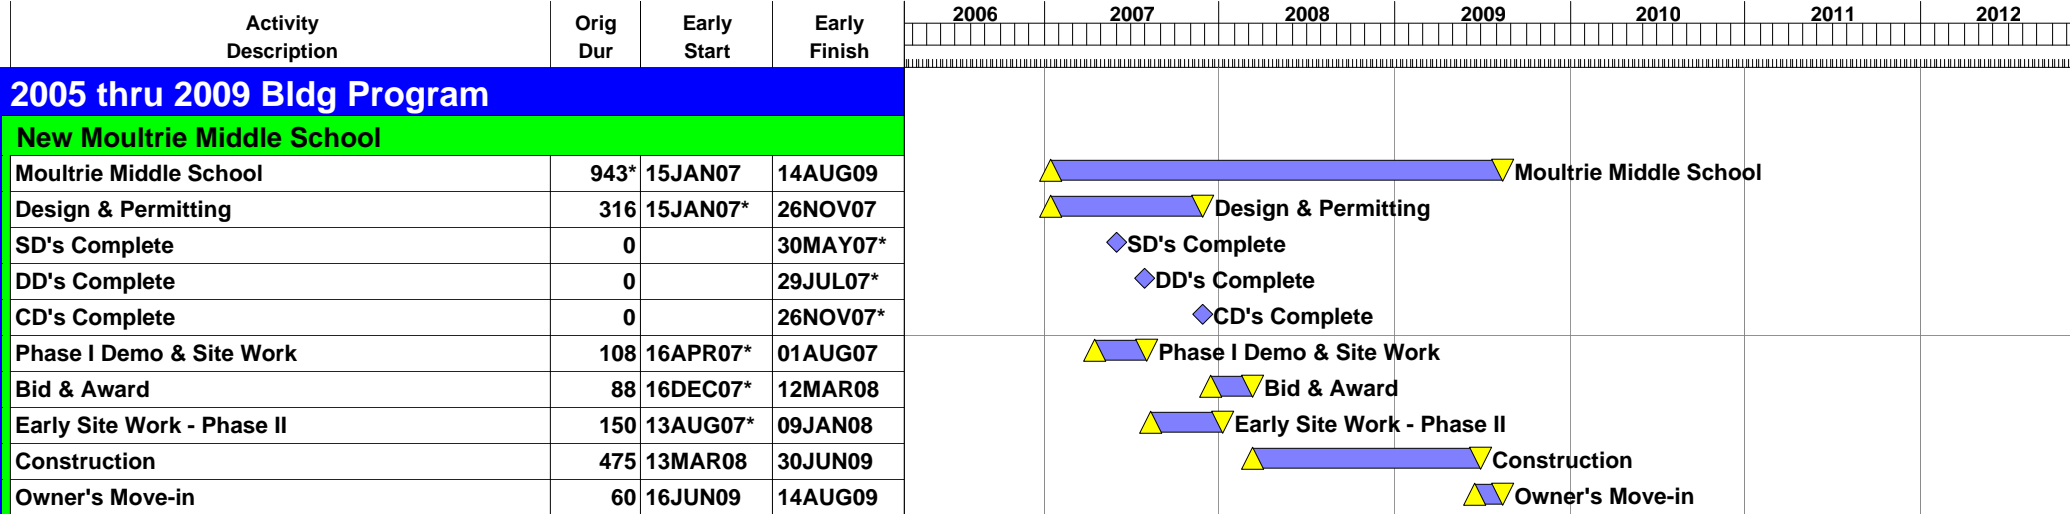 Activity Description Orig Dur Early Start Early Finish 2006 2007 2008 2009 2010 2011 2012
2005 thru 2009 Bldg Program
New Moultrie Middle School
Moultrie Middle School 943* 15JAN07 14AUG09 Moultrie Middle School
Design & Permitting 316 15JAN07* 26NOV07 Design & Permitting
SD's Complete 0 30MAY07* SD's Complete
DD's Complete 0 29JUL07* DD's Complete
CD's Complete 0 26NOV07* CD's Complete
Phase I Demo & Site Work 108 16APR07* 01AUG07 Phase I Demo & Site Work
Bid & Award 88 16DEC07* 12MAR08 Bid & Award
Early Site Work - Phase II 150 13AUG07* 09JAN08 Early Site Work - Phase II
Construction 475 13MAR08 30JUN09 Construction
Owner's Move-in 60 16JUN09 14AUG09 Owner's Move-in